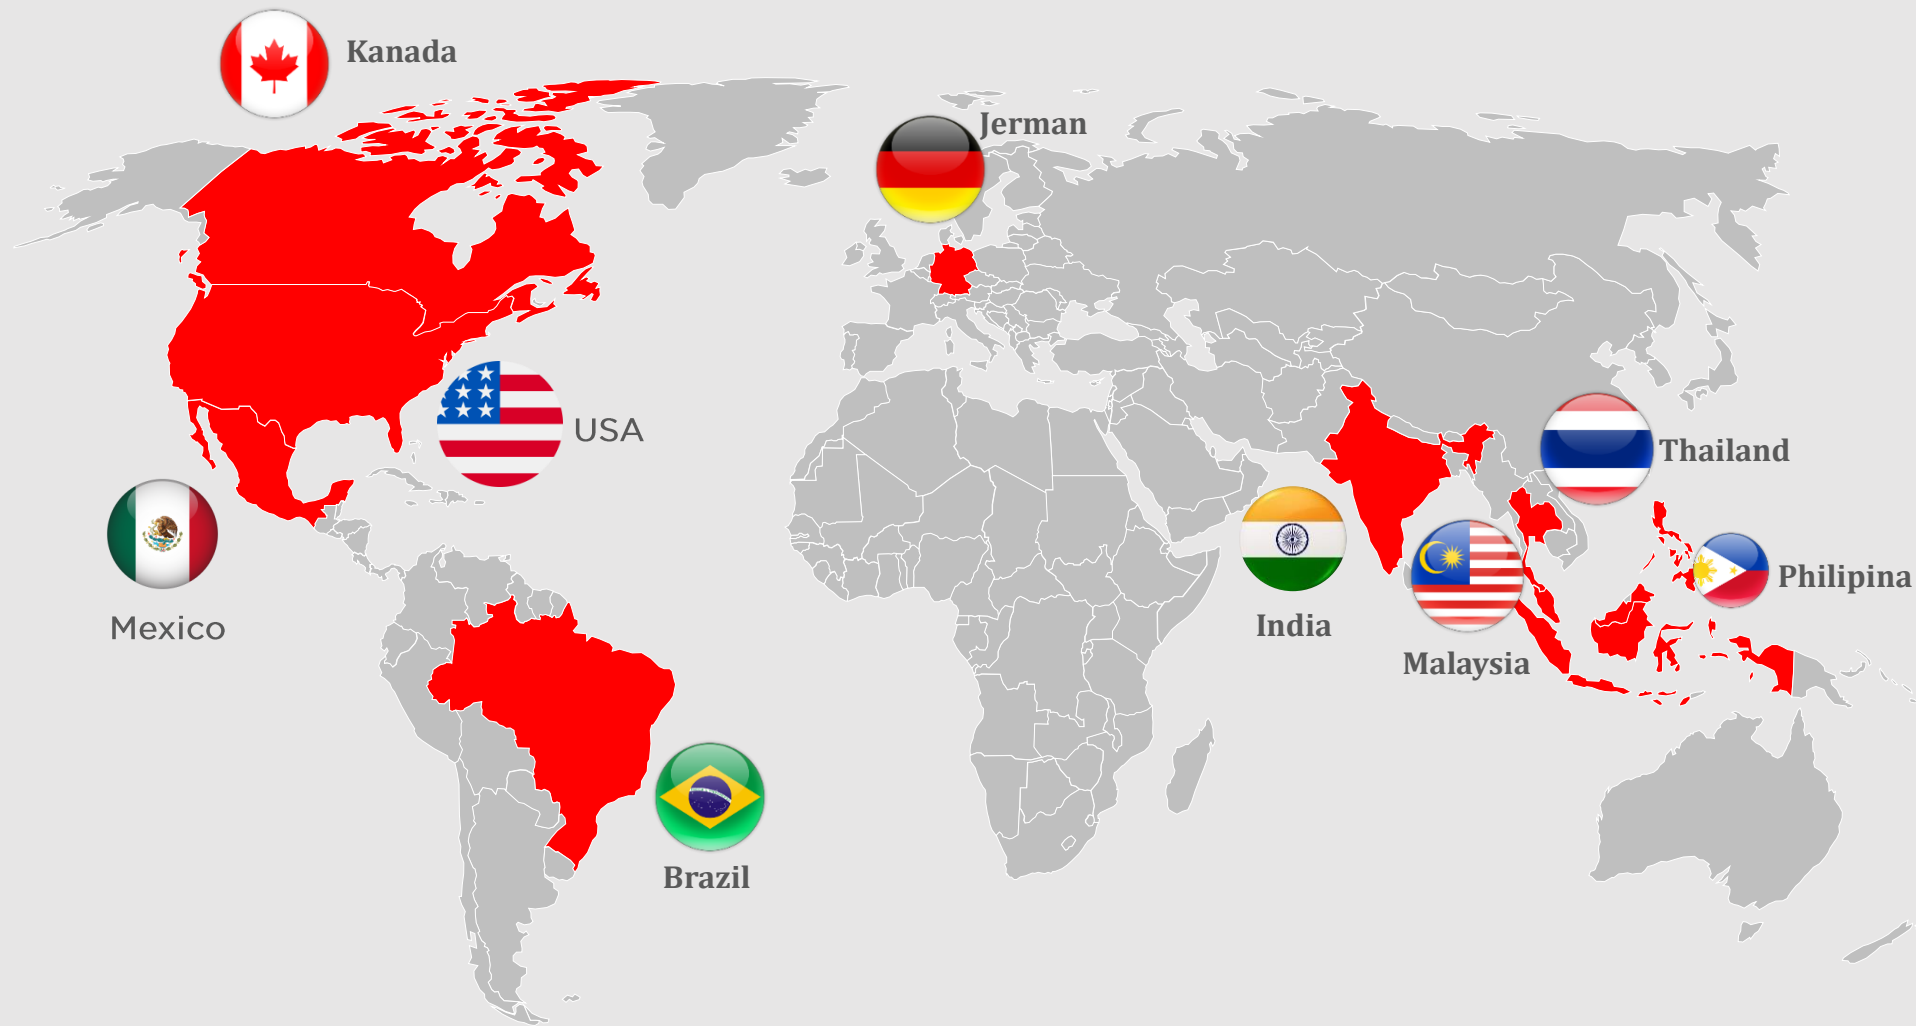 Kanada
Jerman
USA
Thailand
Philipina
India
Mexico
Malaysia
Brazil